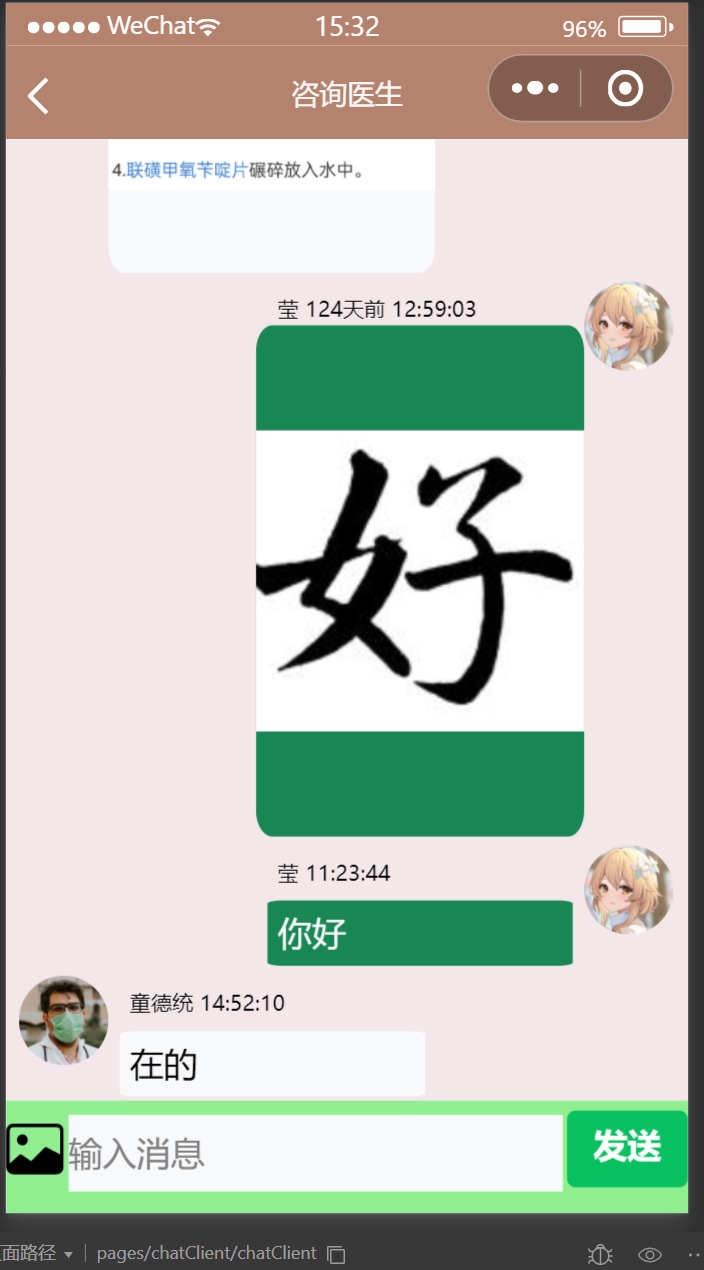 WeChat 15:32 96%
咨询医生
4.联磺甲氧苄啶片碾碎放入水中。
莹 124天前 12:59:03
好
莹 11:23:44
你好
童德统 14:52:10
在的
输入消息 发送
面路径 pages/chatClient/chatClient